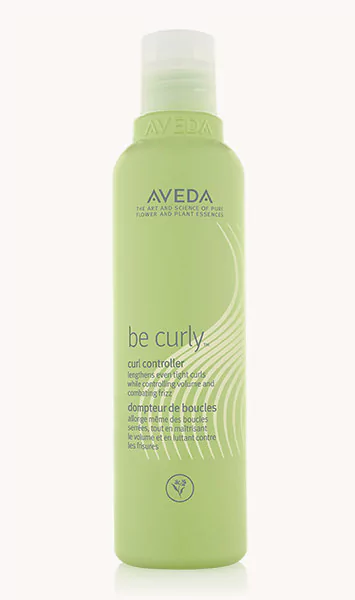 AVEDA
AVEDA
THE ART AND SCIENCE OF PURE
FLOWER AND PLANT ESSENCES
be curly™
curl controller
lengthens even tight curls
while controlling volume and
combating frizz
dompteur de boucles
allonge même des boucles
serrées, tout en maîtrisant
le volume et en luttant contre
les frisures